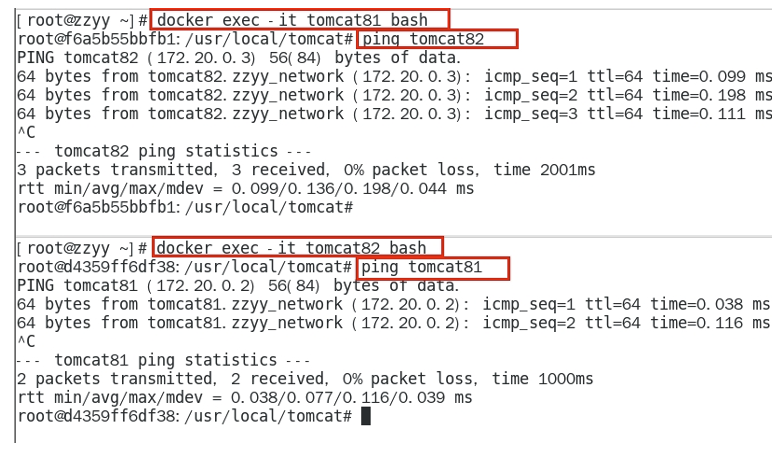 [root@zzyy ~]# docker exec -it tomcat81 bash
root@f6a5b55bbfb1:/usr/local/tomcat# ping tomcat82
PING tomcat82 (172.20.0.3) 56(84) bytes of data.
64 bytes from tomcat82.zzyy_network (172.20.0.3): icmp_seq=1 ttl=64 time=0.099 ms
64 bytes from tomcat82.zzyy_network (172.20.0.3): icmp_seq=2 ttl=64 time=0.198 ms
64 bytes from tomcat82.zzyy_network (172.20.0.3): icmp_seq=3 ttl=64 time=0.111 ms
^C
--- tomcat82 ping statistics ---
3 packets transmitted, 3 received, 0% packet loss, time 2001ms
rtt min/avg/max/mdev = 0.099/0.136/0.198/0.044 ms
root@f6a5b55bbfb1:/usr/local/tomcat#
[root@zzyy ~]# docker exec -it tomcat82 bash
root@d4359ff6df38:/usr/local/tomcat# ping tomcat81
PING tomcat81 (172.20.0.2) 56(84) bytes of data.
64 bytes from tomcat81.zzyy_network (172.20.0.2): icmp_seq=1 ttl=64 time=0.038 ms
64 bytes from tomcat81.zzyy_network (172.20.0.2): icmp_seq=2 ttl=64 time=0.116 ms
^C
--- tomcat81 ping statistics ---
2 packets transmitted, 2 received, 0% packet loss, time 1000ms
rtt min/avg/max/mdev = 0.038/0.077/0.116/0.039 ms
root@d4359ff6df38:/usr/local/tomcat#